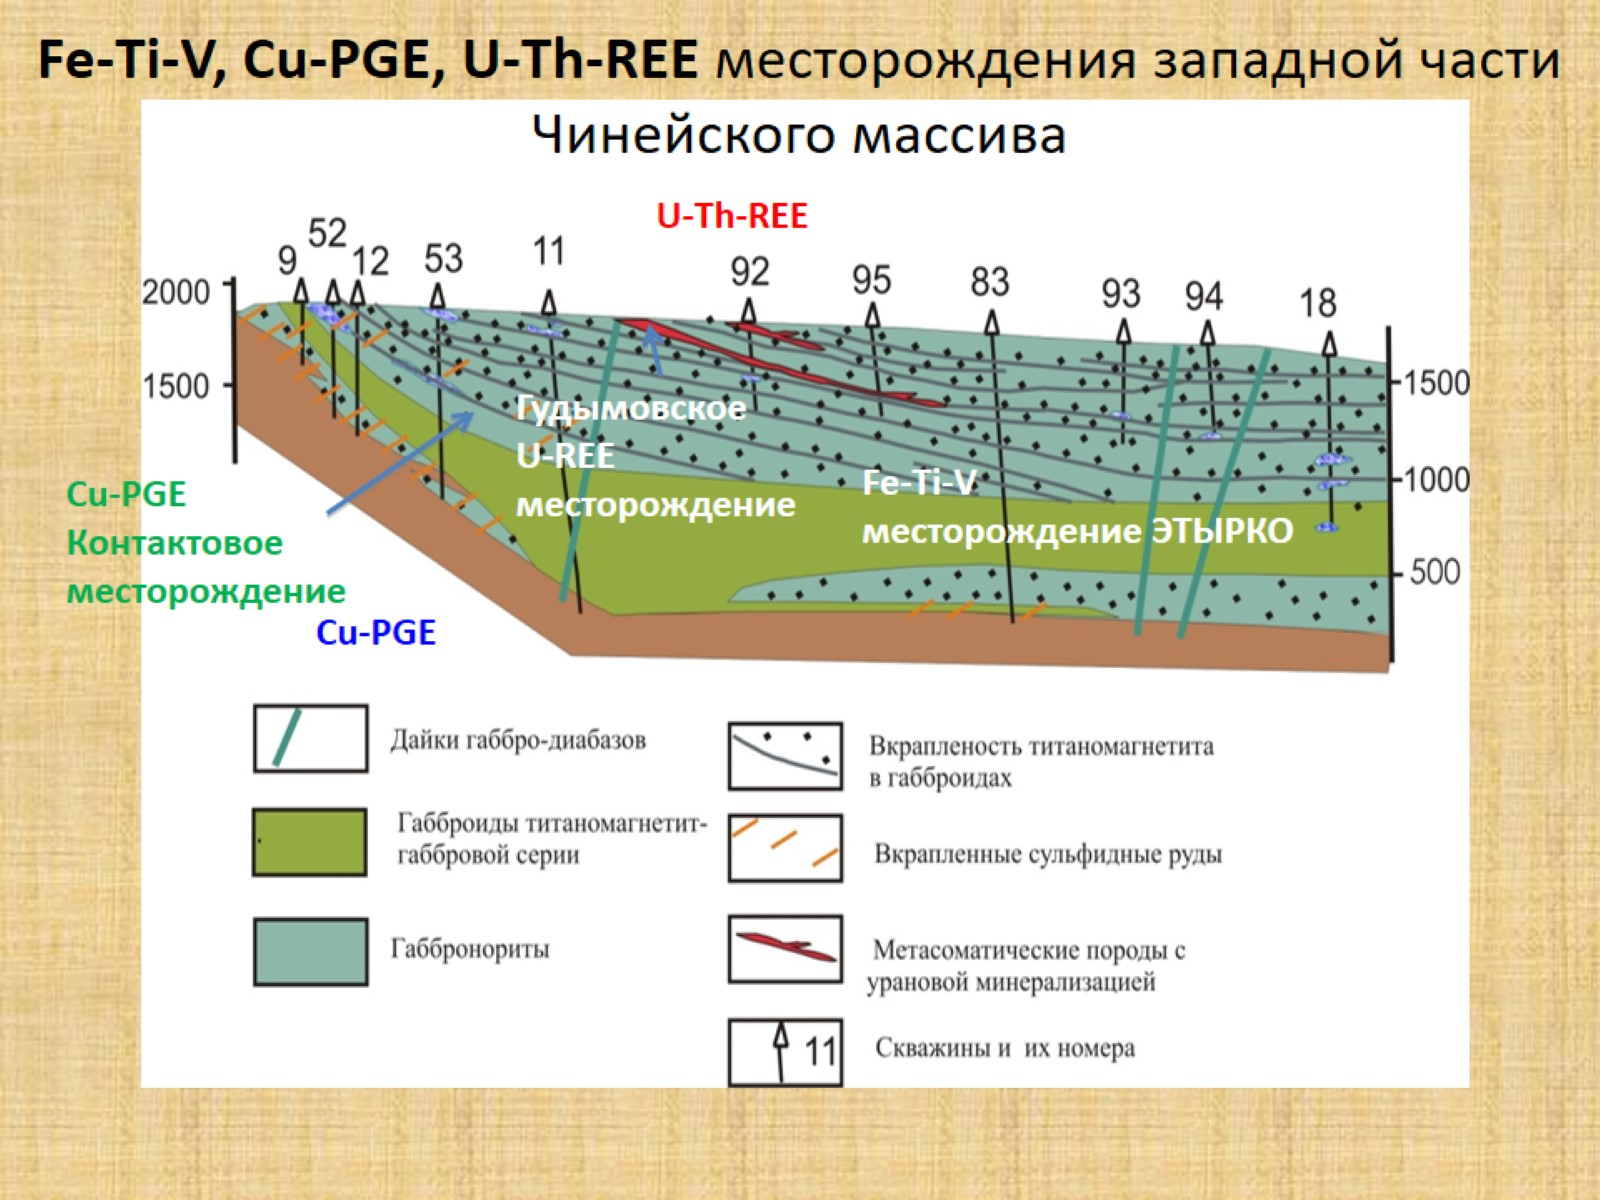 Fe-Ti-V, Cu-PGE, U-Th-REE месторождения западной части
Чинейского массива
U-Th-REE
9
52
12
53
11
92
95
83
93
94
18
2000
1500
1500
1000
500
Гудымовское
U-REE
месторождение
Fe-Ti-V
месторождение ЭТЫРКО
Cu-PGE
Контактовое
месторождение
Cu-PGE
Дайки габбро-диабазов
Габброиды титаномагнетит-
габбровой серии
Габбронориты
Вкрапленость титаномагнетита
в габброидах
Вкрапленные сульфидные руды
Метасоматические породы с
урановой минерализацией
11
Скважины и их номера